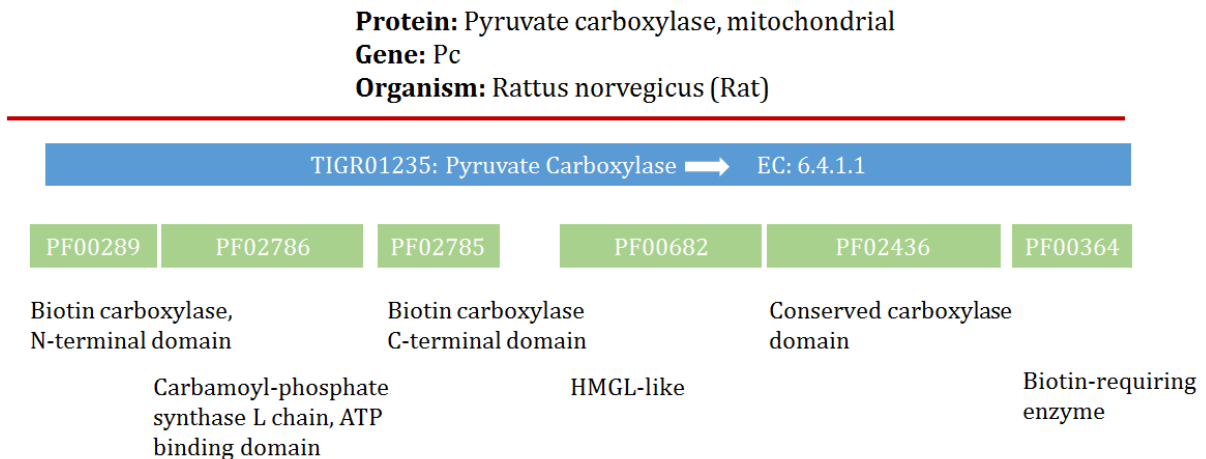 Protein: Pyruvate carboxylase, mitochondrial
Gene: Pc
Organism: Rattus norvegicus (Rat)
TIGR01235: Pyruvate Carboxylase EC: 6.4.1.1
PF00289 PF02786 PF02785 PF00682 PF02436 PF00364
Biotin carboxylase,
N-terminal domain
Biotin carboxylase
C-terminal domain
Conserved carboxylase
domain
Carbamoyl-phosphate
synthase L chain, ATP
binding domain
HMGL-like
Biotin-requiring
enzyme